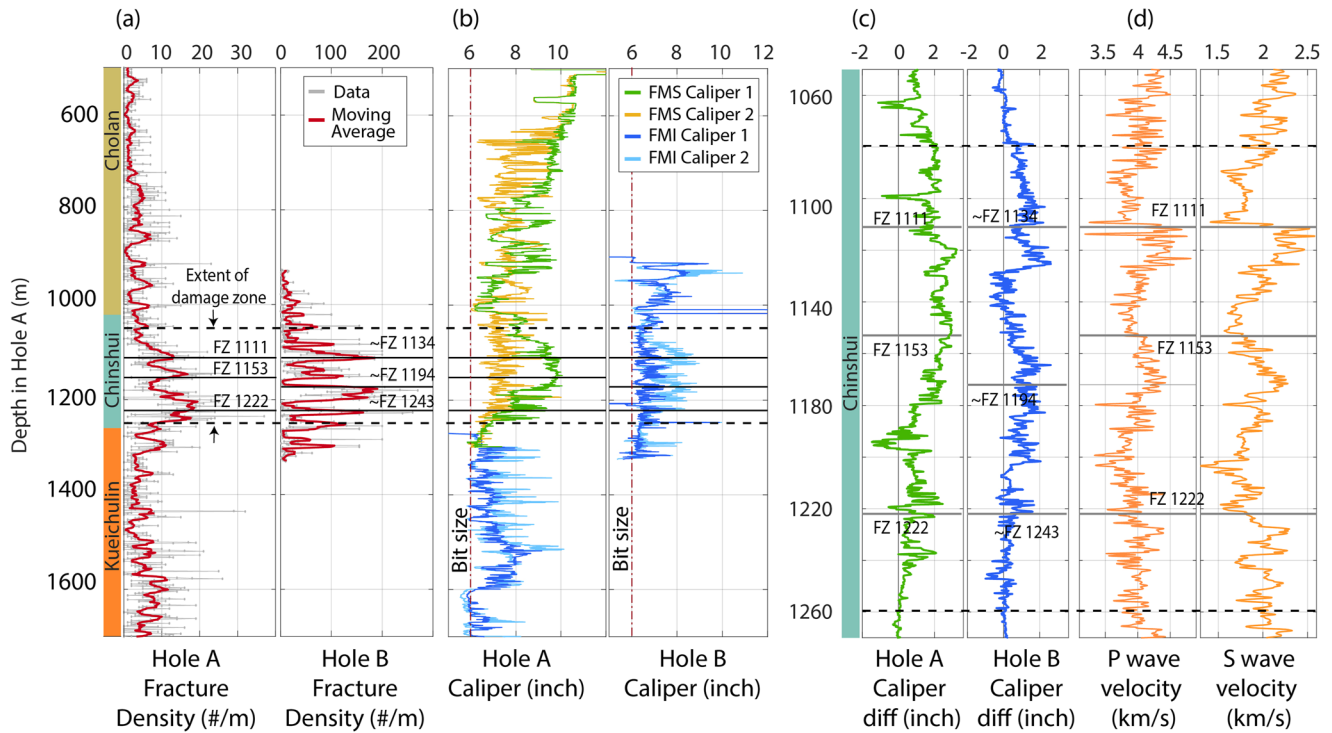 (a)
(b)
(c)
(d)
0 10 20 30
0 100 200
6 8 10
6 8 10 12
-2 0 2
-2 0 2
3.5 4 4.5
1.5 2 2.5
Depth in Hole A (m)
600
800
1000
1200
1400
1600
Cholan
Chinshui
Kueichulin
Extent of
damage zone
FZ 1111
FZ 1153
FZ 1222
Data
Moving
Average
~FZ 1134
~FZ 1194
~FZ 1243
FMS Caliper 1
FMS Caliper 2
FMI Caliper 1
FMI Caliper 2
Bit size
Bit size
1060
1100
1140
1180
1220
1260
Chinshui
FZ 1111
FZ 1153
FZ 1222
~FZ 1134
~FZ 1194
~FZ 1243
FZ 1111
FZ 1153
FZ 1222
Hole A
Fracture
Density (#/m)
Hole B
Fracture
Density (#/m)
Hole A
Caliper (inch)
Hole B
Caliper (inch)
Hole A
Caliper
diff (inch)
Hole B
Caliper
diff (inch)
P wave
velocity
(km/s)
S wave
velocity
(km/s)